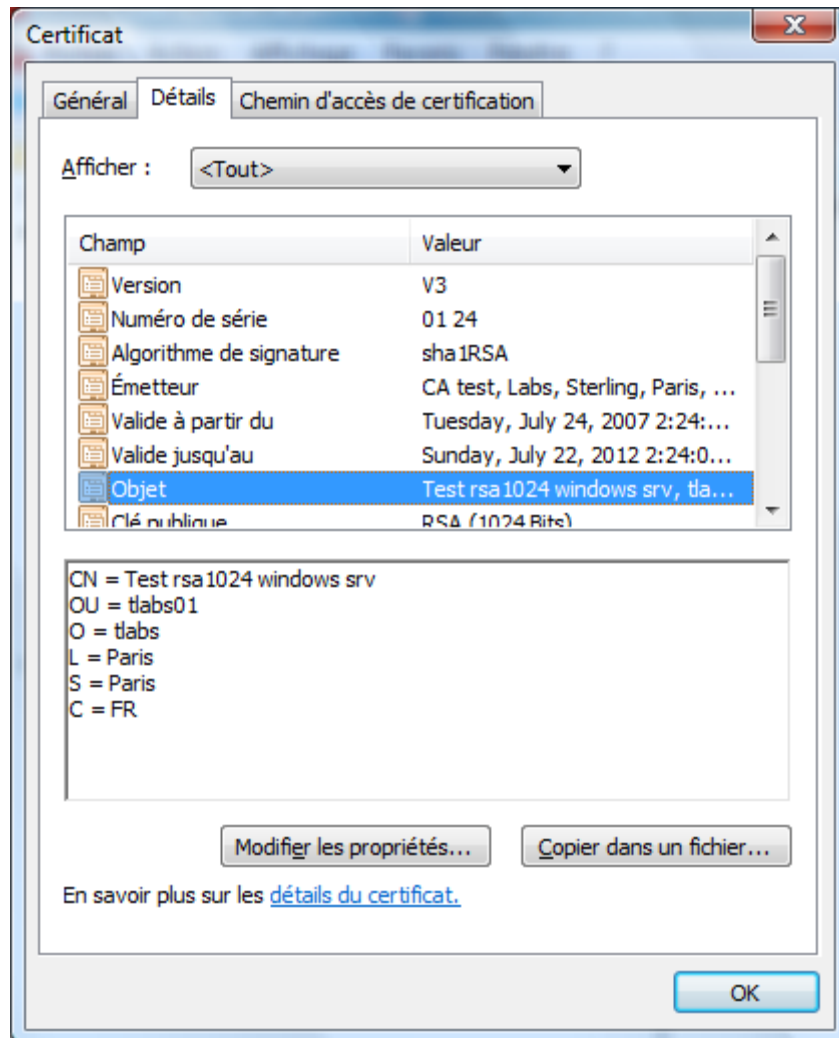 Certificat
Général Détails Chemin d'accès de certification
Afficher : <Tout>
Champ Valeur
Version V3
Numéro de série 01 24
Algorithme de signature sha1RSA
Émetteur CA test, Labs, Sterling, Paris, ...
Valide à partir du Tuesday, July 24, 2007 2:24:...
Valide jusqu'au Sunday, July 22, 2012 2:24:0...
Objet Test rsa1024 windows srv, tla...
Clé publique RSA (1024 Bits)
CN = Test rsa1024 windows srv
OU = tlabs01
O = tlabs
L = Paris
S = Paris
C = FR
Modifier les propriétés... Copier dans un fichier...
En savoir plus sur les détails du certificat.
OK